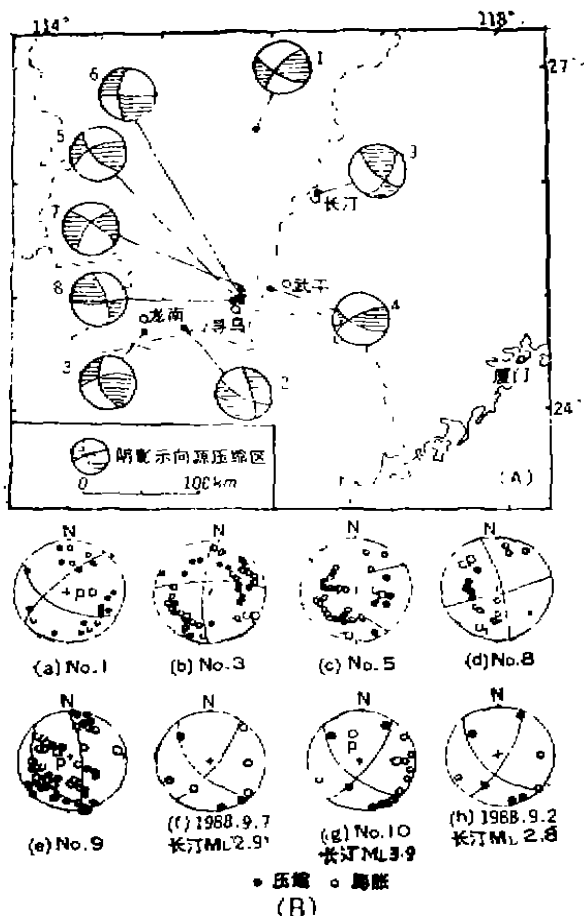 114°
118°
27°
24°
6
1
5
9
长汀
7
武平
8
龙南
寻乌
4
3
2
厦门
阴影示向源压缩区
0 100km
(A)
N N N N
(a) No.1
(b) No.3
(c) No.5
(d) No.8
N N N N
P
(e) No.9
(f) 1988.9.7
长汀ML2.9
(g) No.10
长汀ML3.9
(h) 1988.9.2
长汀ML2.8
• 压缩 ○ 膨胀
(B)